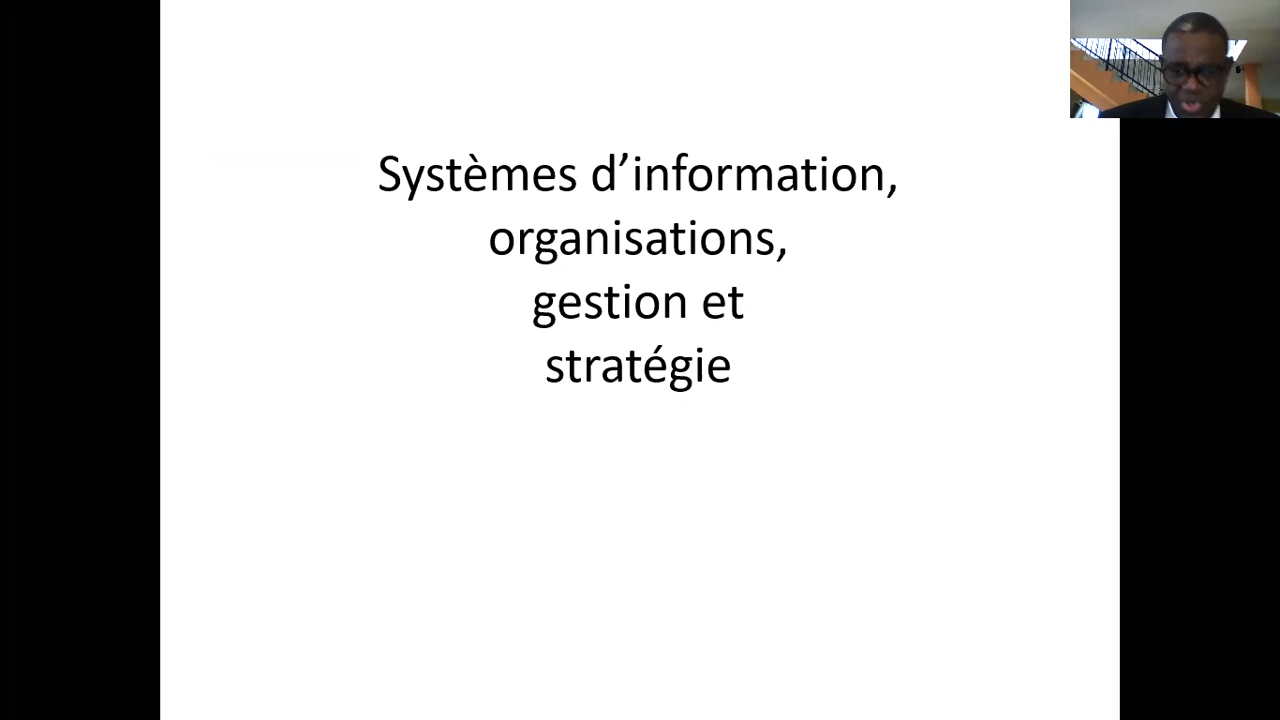 Systèmes d’information,
organisations,
gestion et
stratégie